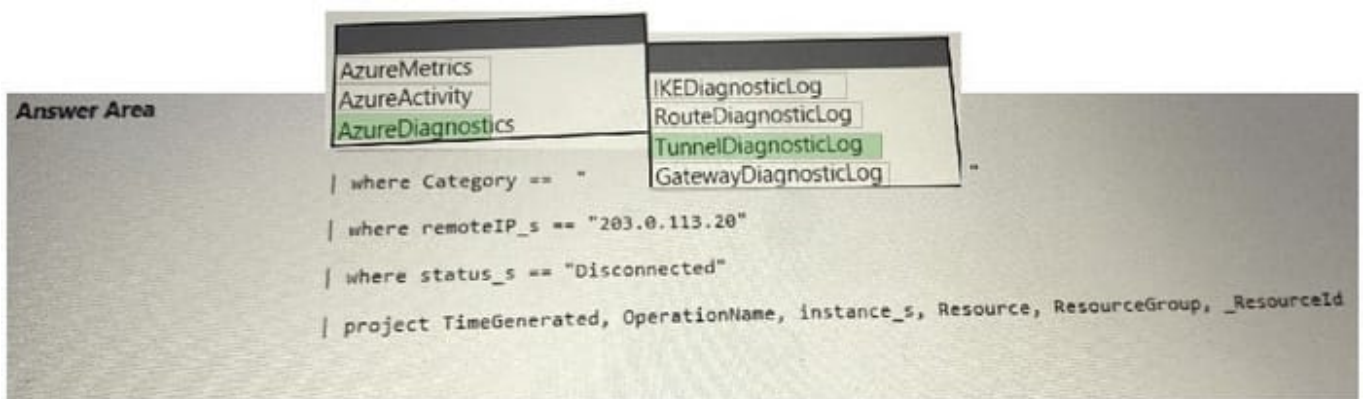 AzureMetrics
AzureActivity
AzureDiagnostics
IKEDiagnosticLog
RouteDiagnosticLog
TunnelDiagnosticLog
GatewayDiagnosticLog
Answer Area
| where Category == " "
| where remoteIP_s == "203.0.113.20"
| where status_s == "Disconnected"
| project TimeGenerated, OperationName, instance_s, Resource, ResourceGroup, _ResourceId